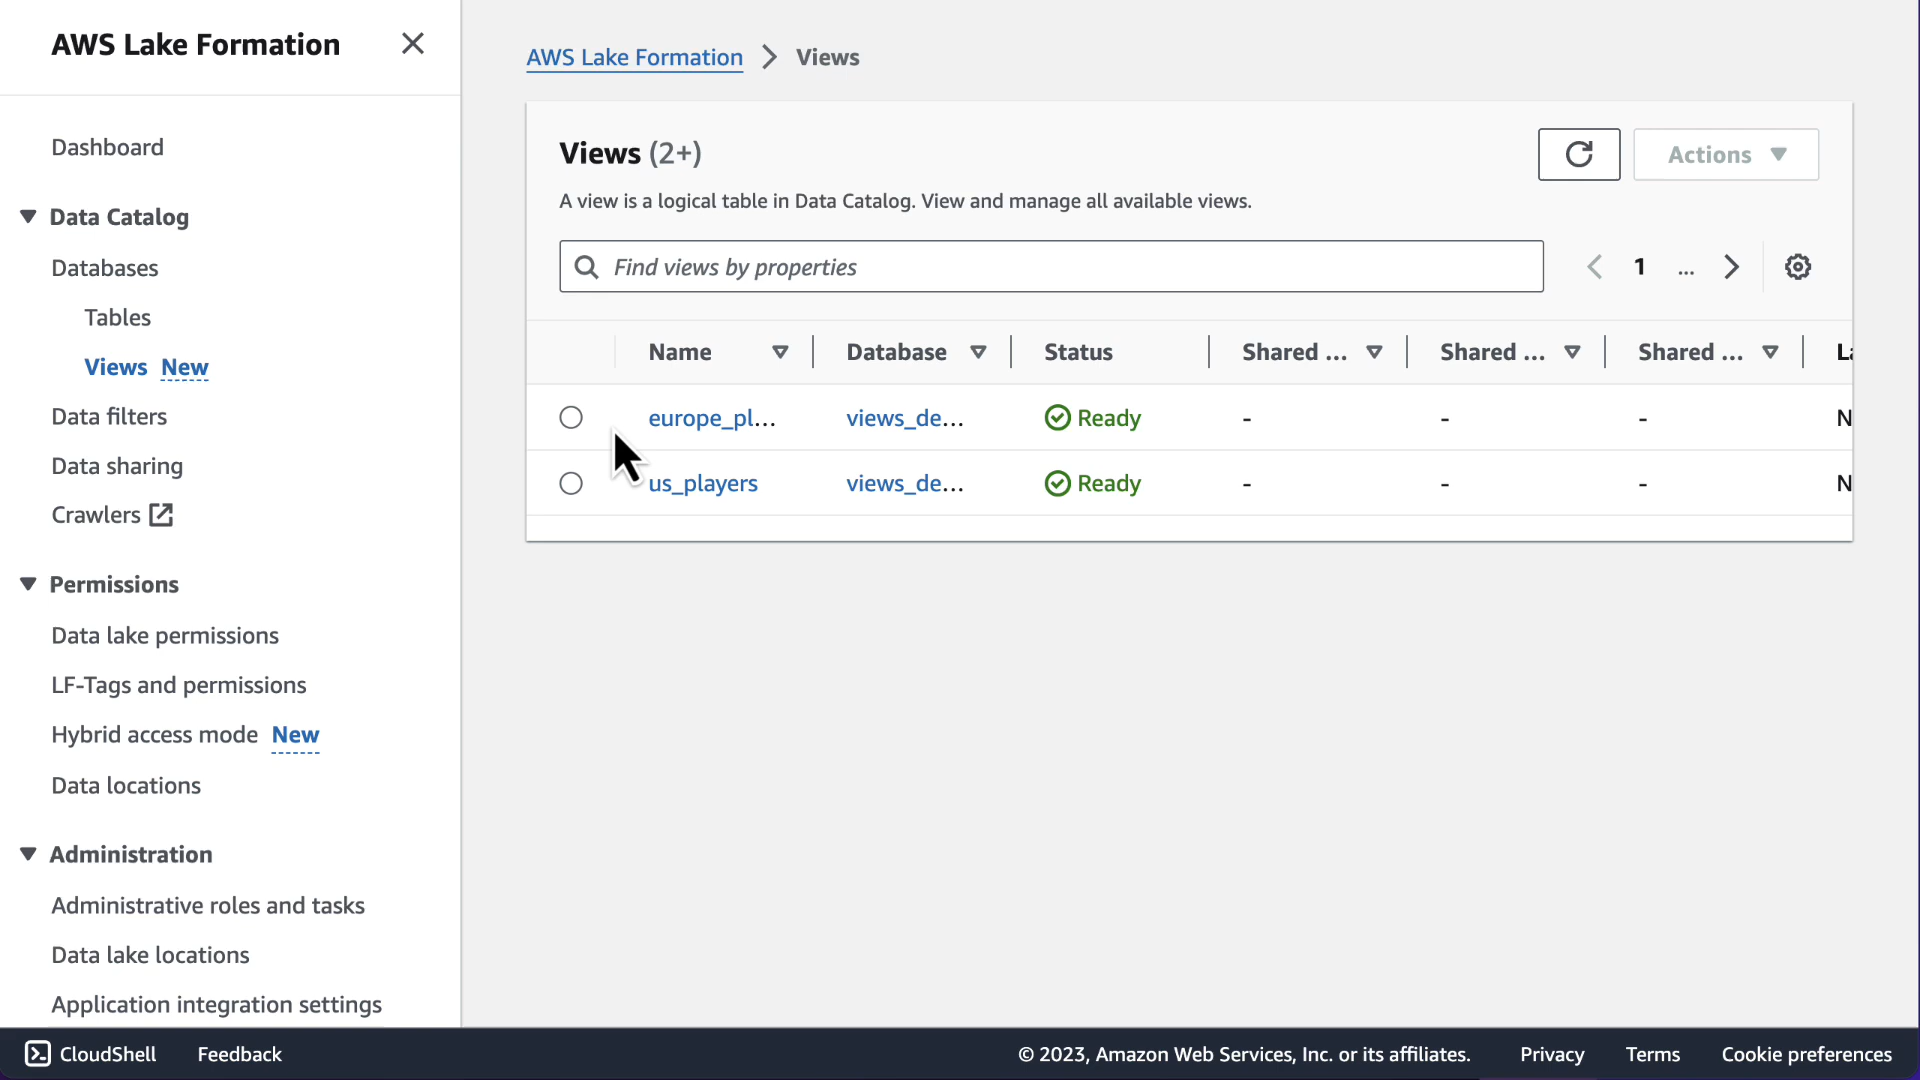 AWS Lake Formation
Dashboard
Data Catalog
Databases
Tables
Views New
Data filters
Data sharing
Crawlers
Permissions
Data lake permissions
LF-Tags and permissions
Hybrid access mode New
Data locations
Administration
Administrative roles and tasks
Data lake locations
Application integration settings
AWS Lake Formation > Views
Views (2+)
Actions
A view is a logical table in Data Catalog. View and manage all available views.
Find views by properties
1 ...
Name Database Status Shared ... Shared ... Shared ...
europe_pl... views_de... Ready - - -
us_players views_de... Ready - - -
CloudShell Feedback © 2023, Amazon Web Services, Inc. or its affiliates. Privacy Terms Cookie preferences